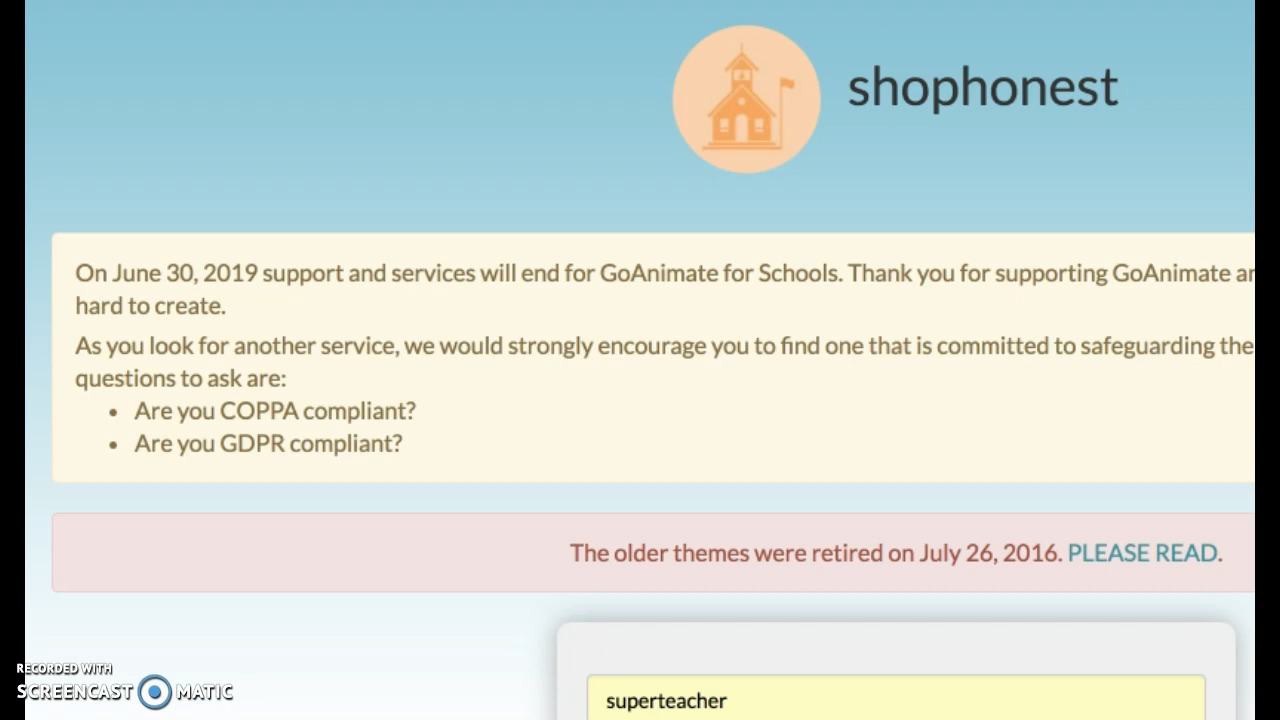 shophonest
On June 30, 2019 support and services will end for GoAnimate for Schools. Thank you for supporting GoAnimate
hard to create.
As you look for another service, we would strongly encourage you to find one that is committed to safeguarding the
questions to ask are:
• Are you COPPA compliant?
• Are you GDPR compliant?
The older themes were retired on July 26, 2016. PLEASE READ.
superteacher
RECORDED WITH
SCREENCAST MATIC